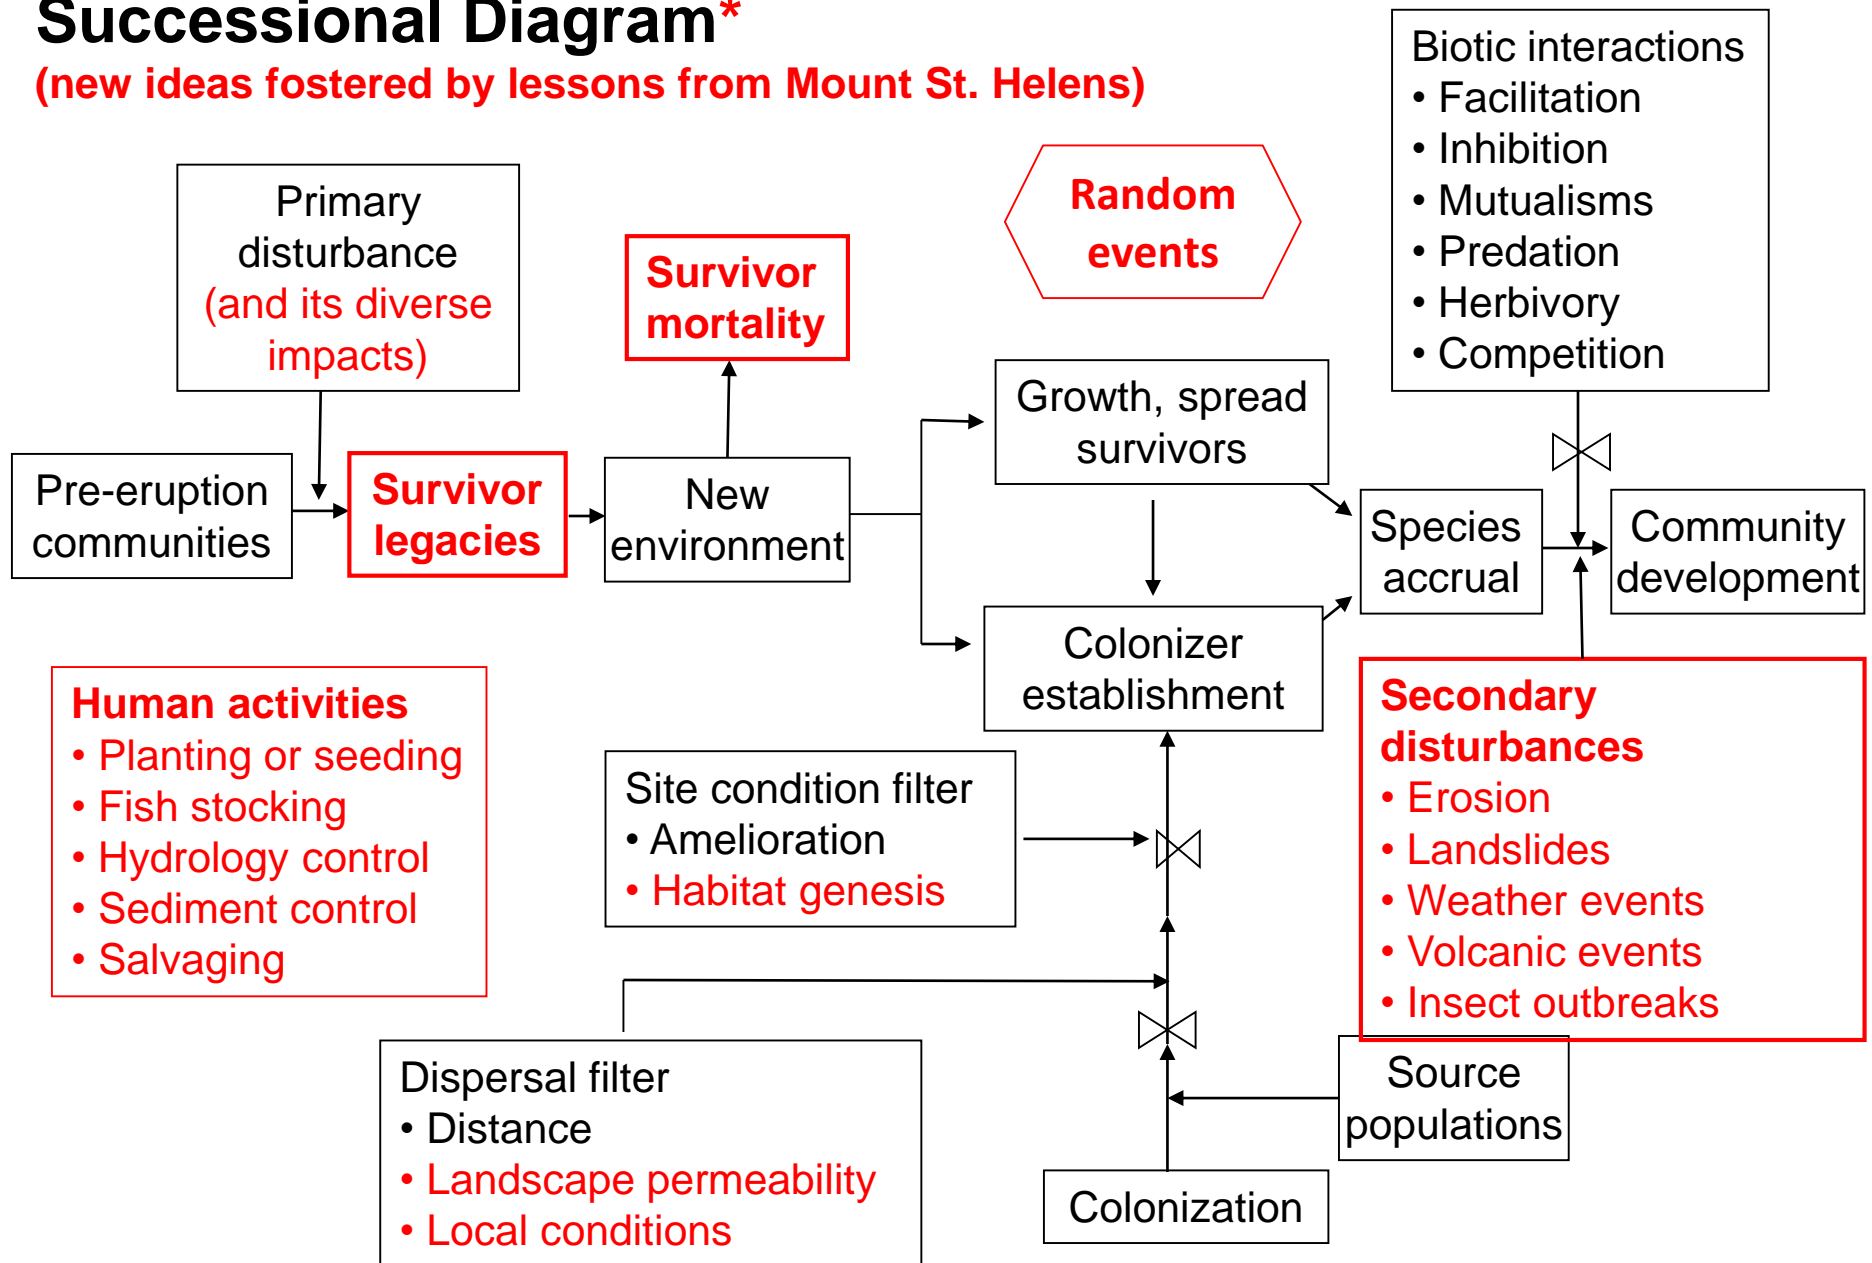 Successional Diagram*
(new ideas fostered by lessons from Mount St. Helens)
Primary
disturbance
(and its diverse
impacts)
Survivor
mortality
Random
events
Biotic interactions
• Facilitation
• Inhibition
• Mutualisms
• Predation
• Herbivory
• Competition
Pre-eruption
communities
Survivor
legacies
New
environment
Growth, spread
survivors
Colonizer
establishment
Species
accrual
Community
development
Human activities
• Planting or seeding
• Fish stocking
• Hydrology control
• Sediment control
• Salvaging
Site condition filter
• Amelioration
• Habitat genesis
Secondary
disturbances
• Erosion
• Landslides
• Weather events
• Volcanic events
• Insect outbreaks
Dispersal filter
• Distance
• Landscape permeability
• Local conditions
Source
populations
Colonization